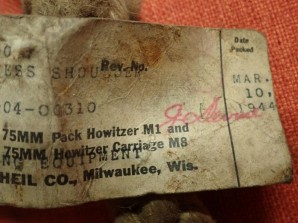 Date
Packed
ESS SHOULDER
Rev. No.
MAR.
10,
1944
04-00310
75MM Pack Howitzer M1 and
75MM Howitzer Carriage M8
EQUIPMENT
HEIL CO., Milwaukee, Wis.